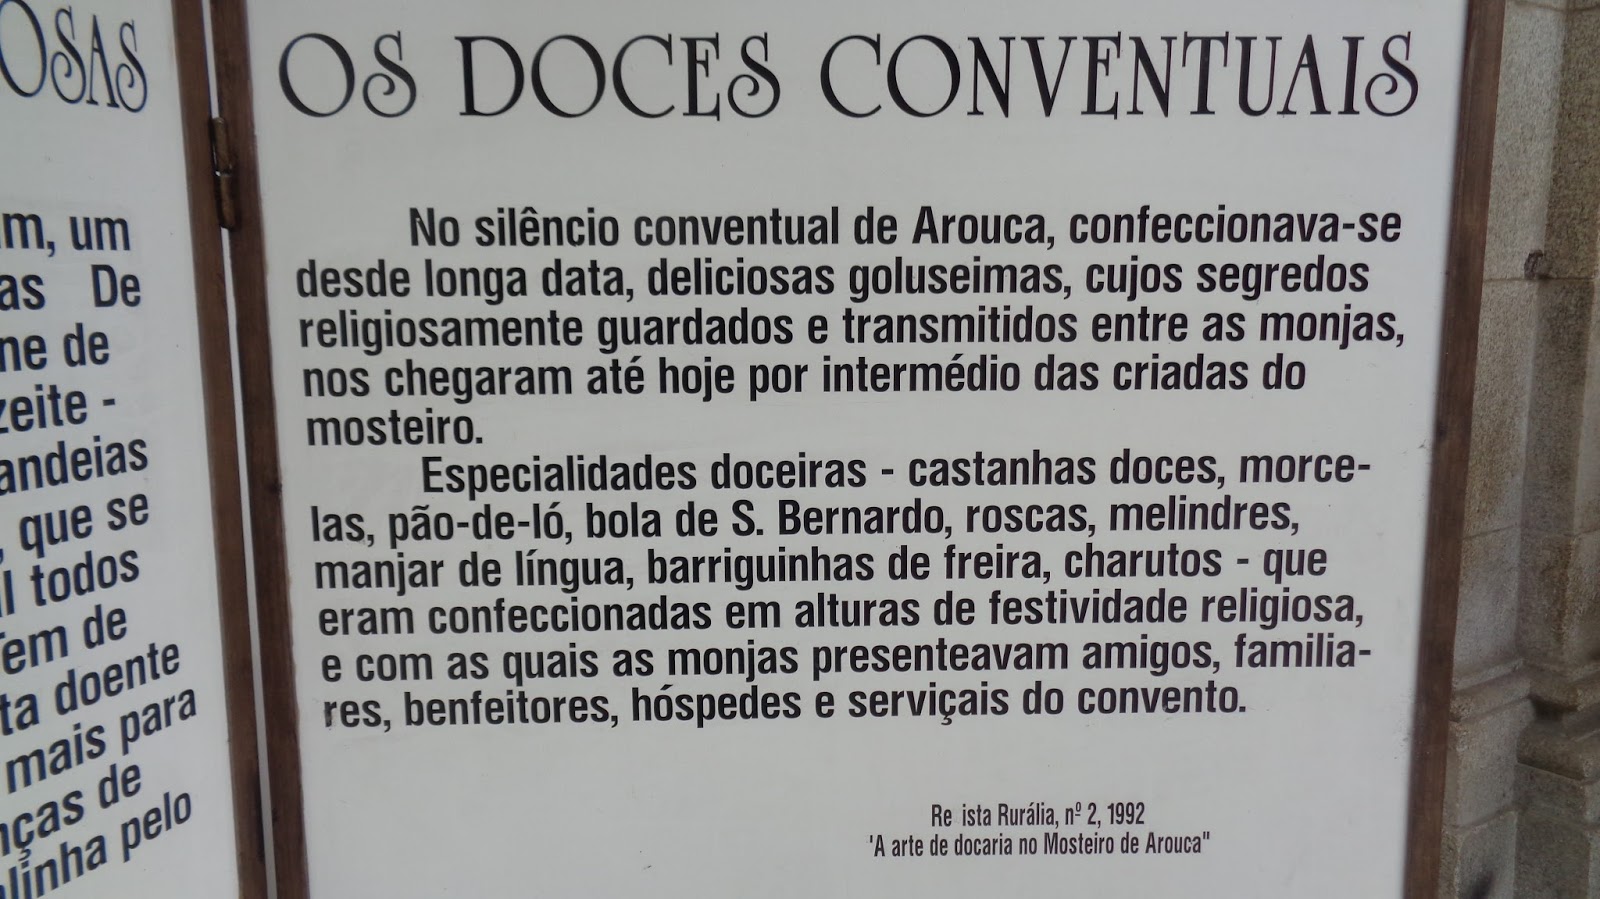 OSAS
m, um
as De
ne de
zeite -
andeias
, que se
l todos
Tem de
ta doente
mais para
nças de
linha pelo
OS DOCES CONVENTUAIS
No silêncio conventual de Arouca, confeccionava-se
desde longa data, deliciosas goluseimas, cujos segredos
religiosamente guardados e transmitidos entre as monjas,
nos chegaram até hoje por intermédio das criadas do
mosteiro.
Especialidades doceiras - castanhas doces, morce-
las, pão-de-ló, bola de S. Bernardo, roscas, melindres,
manjar de língua, barriguinhas de freira, charutos - que
eram confeccionadas em alturas de festividade religiosa,
e com as quais as monjas presenteavam amigos, familia-
res, benfeitores, hóspedes e serviçais do convento.
Re ista Rurália, nº 2, 1992
'A arte de docaria no Mosteiro de Arouca"